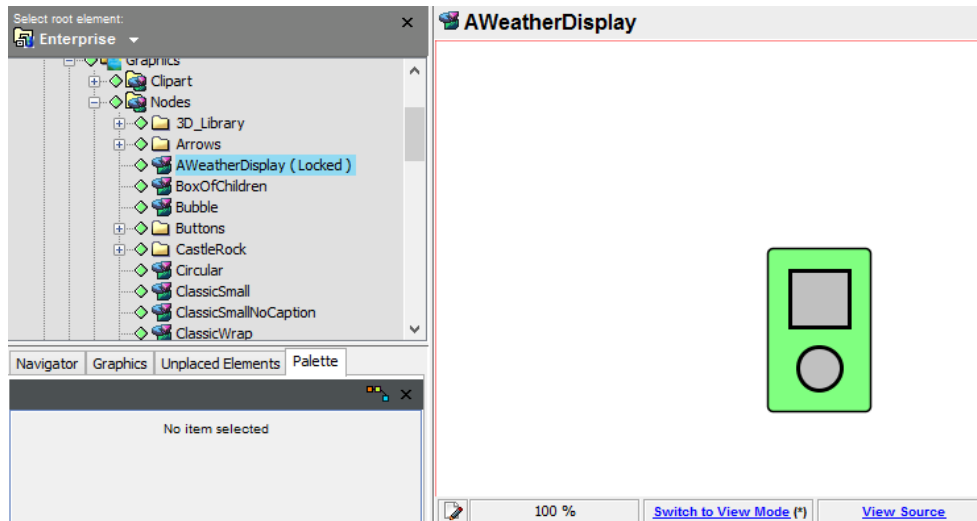 Select root element:
Enterprise
Graphics
Clipart
Nodes
3D_Library
Arrows
AWeatherDisplay ( Locked )
BoxOfChildren
Bubble
Buttons
CastleRock
Circular
ClassicSmall
ClassicSmallNoCaption
ClassicWrap
Navigator Graphics Unplaced Elements Palette
No item selected
AWeatherDisplay
100 % Switch to View Mode (*) View Source